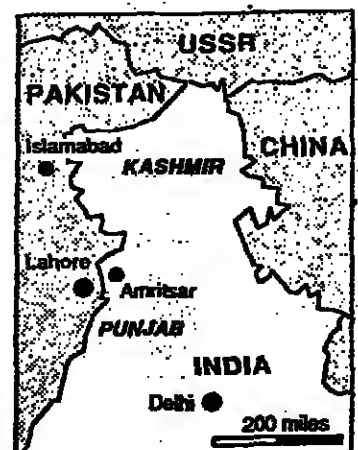 USSR
PAKISTAN
Islamabad
KASHMIR
CHINA
Lahore
Amritsar
PUNJAB
INDIA
Delhi
200 miles